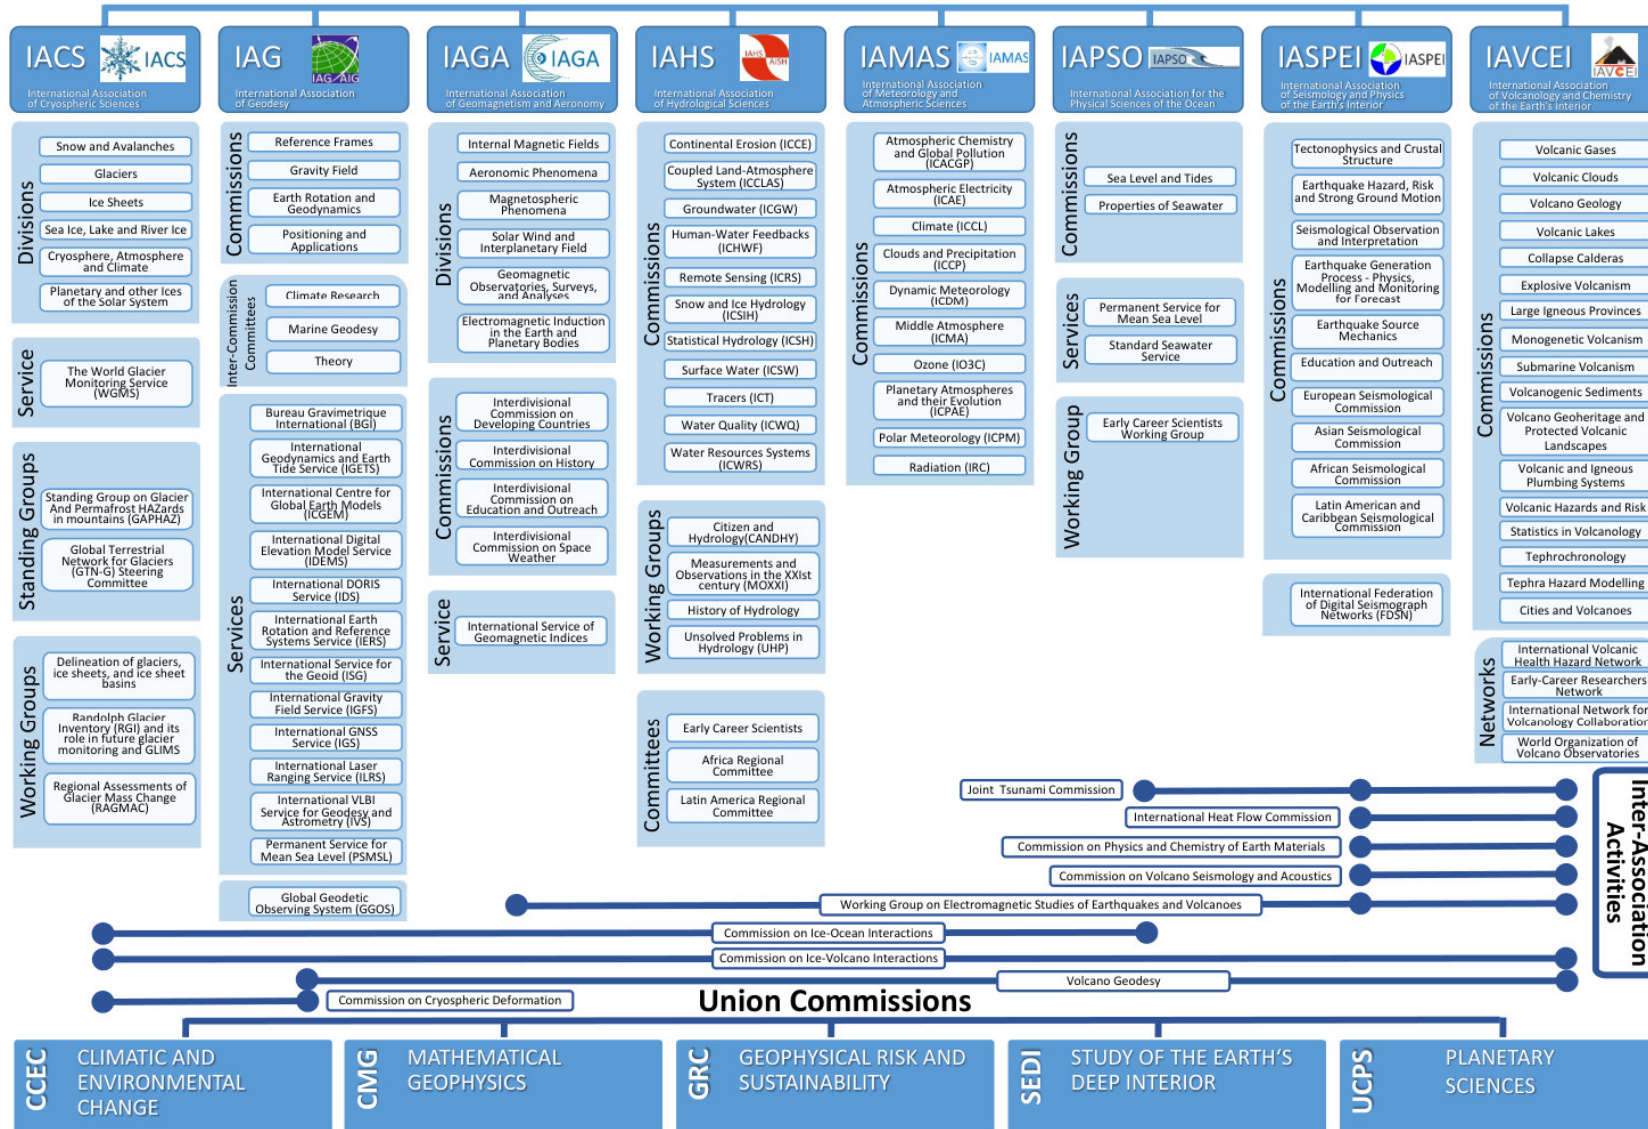 IACS
IACS
International Association
of Cryospheric Sciences
Divisions
Snow and Avalanches
Glaciers
Ice Sheets
Sea Ice, Lake and River Ice
Cryosphere, Atmosphere
and Climate
Planetary and other Ices
of the Solar System
Service
The World Glacier
Monitoring Service
(WGMS)
Standing Groups
Standing Group on Glacier
And Permafrost HAZards
in mountains (GAPHAZ)
Global Terrestrial
Network for Glaciers
(GTN-G) Steering
Committee
Working Groups
Delineation of glaciers,
ice sheets, and ice sheet
basins
Randolph Glacier
Inventory (RGI) and its
role in future glacier
monitoring and GLIMS
Regional Assessments of
Glacier Mass Change
(RAGMAC)
IAG
IAG AIG
International Association
of Geodesy
Commissions
Reference Frames
Gravity Field
Earth Rotation and
Geodynamics
Positioning and
Applications
Inter-Commission
Committees
Climate Research
Marine Geodesy
Theory
Services
Bureau Gravimetrique
International (BGI)
International
Geodynamics and Earth
Tide Service (IGETS)
International Centre for
Global Earth Models
(ICGEM)
International Digital
Elevation Model Service
(IDEMS)
International DORIS
Service (IDS)
International Earth
Rotation and Reference
Systems Service (IERS)
International Service for
the Geoid (ISG)
International Gravity
Field Service (IGFS)
International GNSS
Service (IGS)
International Laser
Ranging Service (ILRS)
International VLBI
Service for Geodesy and
Astrometry (IVS)
Permanent Service for
Mean Sea Level (PSMSL)
Global Geodetic
Observing System (GGOS)
IAGA
IAGA
International Association
of Geomagnetism and Aeronomy
Divisions
Internal Magnetic Fields
Aeronomic Phenomena
Magnetospheric
Phenomena
Solar Wind and
Interplanetary Field
Geomagnetic
Observatories, Surveys,
and Analyses
Electromagnetic Induction
in the Earth and
Planetary Bodies
Commissions
Interdivisional
Commission on
Developing Countries
Interdivisional
Commission on History
Interdivisional
Commission on
Education and Outreach
Interdivisional
Commission on Space
Weather
Service
International Service of
Geomagnetic Indices
IAHS
IAHS
AISH
International Association
of Hydrological Sciences
Commissions
Continental Erosion (ICCE)
Coupled Land-Atmosphere
System (ICCLAS)
Groundwater (ICGW)
Human-Water Feedbacks
(ICHWF)
Remote Sensing (ICRS)
Snow and Ice Hydrology
(ICSIH)
Statistical Hydrology (ICSH)
Surface Water (ICSW)
Tracers (ICT)
Water Quality (ICWQ)
Water Resources Systems
(ICWRS)
Working Groups
Citizen and
Hydrology(CANDHY)
Measurements and
Observations in the XXIst
century (MOXXI)
History of Hydrology
Unsolved Problems in
Hydrology (UHP)
Committees
Early Career Scientists
Africa Regional
Committee
Latin America Regional
Committee
IAMAS
IAMAS
International Association
of Meteorology and
Atmospheric Sciences
Commissions
Atmospheric Chemistry
and Global Pollution
(ICACGP)
Atmospheric Electricity
(ICAE)
Climate (ICCL)
Clouds and Precipitation
(ICCP)
Dynamic Meteorology
(ICDM)
Middle Atmosphere
(ICMA)
Ozone (IO3C)
Planetary Atmospheres
and their Evolution
(ICPAE)
Polar Meteorology (ICPM)
Radiation (IRC)
IAPSO
IAPSO
International Association for the
Physical Sciences of the Ocean
Commissions
Sea Level and Tides
Properties of Seawater
Services
Permanent Service for
Mean Sea Level
Standard Seawater
Service
Working Group
Early Career Scientists
Working Group
IASPEI
IASPEI
International Association
of Seismology and Physics
of the Earth's Interior
Commissions
Tectonophysics and Crustal
Structure
Earthquake Hazard, Risk
and Strong Ground Motion
Seismological Observation
and Interpretation
Earthquake Generation
Process - Physics,
Modelling and Monitoring
for Forecast
Earthquake Source
Mechanics
Education and Outreach
European Seismological
Commission
Asian Seismological
Commission
African Seismological
Commission
Latin American and
Caribbean Seismological
Commission
International Federation
of Digital Seismograph
Networks (FDSN)
IAVCEI
IAVCEI
International Association
of Volcanology and Chemistry
of the Earth's Interior
Commissions
Volcanic Gases
Volcanic Clouds
Volcano Geology
Volcanic Lakes
Collapse Calderas
Explosive Volcanism
Large Igneous Provinces
Monogenetic Volcanism
Submarine Volcanism
Volcanogenic Sediments
Volcano Geoheritage and
Protected Volcanic
Landscapes
Volcanic and Igneous
Plumbing Systems
Volcanic Hazards and Risk
Statistics in Volcanology
Tephrochronology
Tephra Hazard Modelling
Cities and Volcanoes
Networks
International Volcanic
Health Hazard Network
Early-Career Researchers
Network
International Network for
Volcanology Collaboration
World Organization of
Volcano Observatories
Inter-Association
Activities
Joint Tsunami Commission
International Heat Flow Commission
Commission on Physics and Chemistry of Earth Materials
Commission on Volcano Seismology and Acoustics
Working Group on Electromagnetic Studies of Earthquakes and Volcanoes
Commission on Ice-Ocean Interactions
Commission on Ice-Volcano Interactions
Volcano Geodesy
Commission on Cryospheric Deformation
Union Commissions
CCEC
CLIMATIC AND
ENVIRONMENTAL
CHANGE
CMG
MATHEMATICAL
GEOPHYSICS
GRC
GEOPHYSICAL RISK AND
SUSTAINABILITY
SEDI
STUDY OF THE EARTH'S
DEEP INTERIOR
UCPS
PLANETARY
SCIENCES